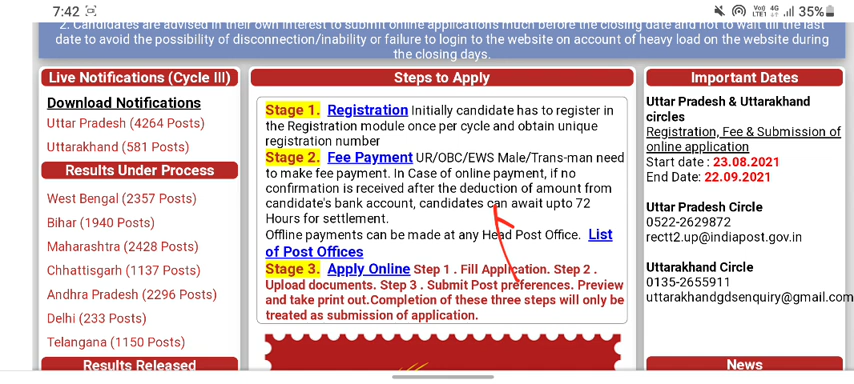 7:42
Vo)) LTE1 4G 35%
2. Candidates are advised in their own interest to submit online applications much before the closing date and not to wait till the last
date to avoid the possibility of disconnection/inability or failure to login to the website on account of heavy load on the website during
the closing days.
Live Notifications (Cycle III)
Download Notifications
Uttar Pradesh (4264 Posts)
Uttarakhand (581 Posts)
Results Under Process
West Bengal (2357 Posts)
Bihar (1940 Posts)
Maharashtra (2428 Posts)
Chhattisgarh (1137 Posts)
Andhra Pradesh (2296 Posts)
Delhi (233 Posts)
Telangana (1150 Posts)
Results Released
Steps to Apply
Stage 1. Registration Initially candidate has to register in
the Registration module once per cycle and obtain unique
registration number
Stage 2. Fee Payment UR/OBC/EWS Male/Trans-man need
to make fee payment. In Case of online payment, if no
confirmation is received after the deduction of amount from
candidate's bank account, candidates can await upto 72
Hours for settlement.
Offline payments can be made at any Head Post Office. List
of Post Offices
Stage 3. Apply Online Step 1 . Fill Application. Step 2 .
Upload documents. Step 3 . Submit Post preferences. Preview
and take print out.Completion of these three steps will only be
treated as submission of application.
Important Dates
Uttar Pradesh & Uttarakhand
circles
Registration, Fee & Submission of
online application
Start date : 23.08.2021
End Date: 22.09.2021
Uttar Pradesh Circle
0522-2629872
rectt2.up@indiapost.gov.in
Uttarakhand Circle
0135-2655911
uttarakhandgdsenquiry@gmail.com
News